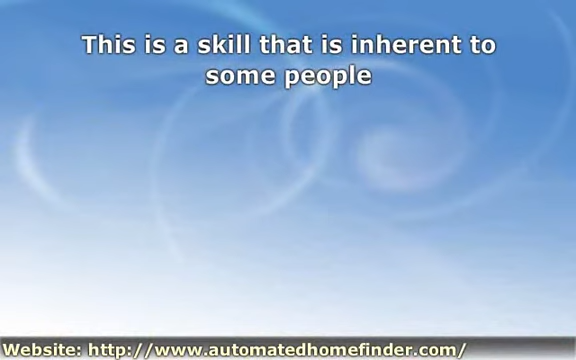 This is a skill that is inherent to
some people
Website: http://www.automatedhomefinder.com/